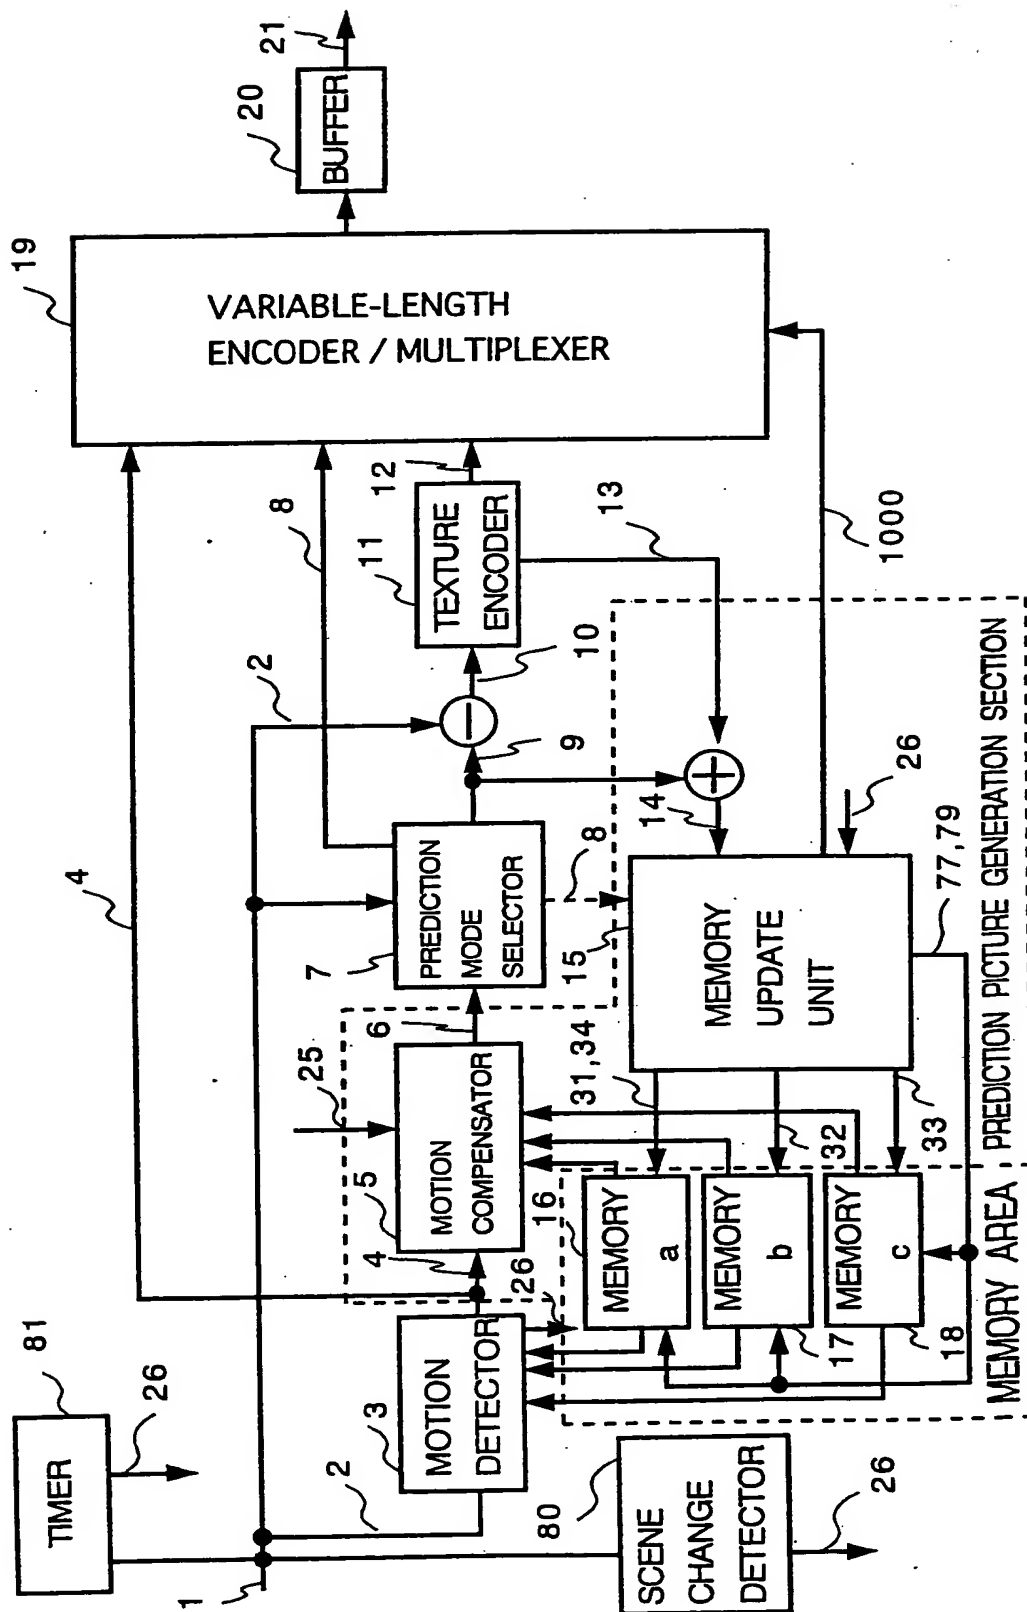 1
TIMER
81
26
2
SCENE
CHANGE
DETECTOR
80
26
MOTION
DETECTOR
3
4
4
26
MOTION
COMPENSATOR
5
25
6
PREDICTION
MODE
SELECTOR
7
8
8
2
9
10
TEXTURE
ENCODER
11
12
13
14
VARIABLE-LENGTH
ENCODER / MULTIPLEXER
19
BUFFER
20
21
MEMORY
UPDATE
UNIT
15
26
1000
77,79
31,34
32
33
MEMORY
a
16
MEMORY
b
17
MEMORY
c
18
MEMORY AREA
PREDICTION PICTURE GENERATION SECTION